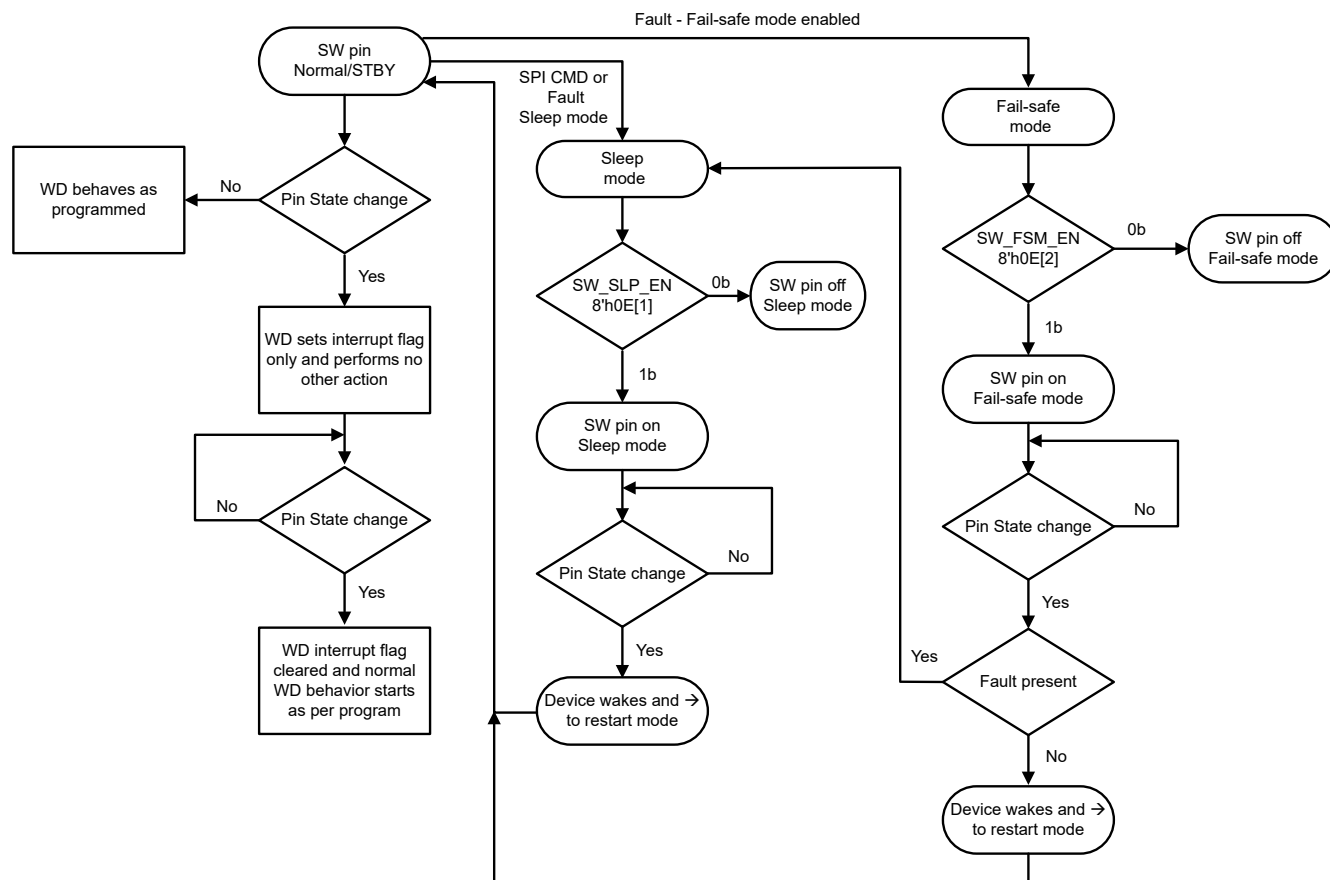 Fault - Fail-safe mode enabled
SW pin
Normal/STBY
SPI CMD or
Fault
Sleep mode
Fail-safe
mode
Sleep
mode
WD behaves as
programmed
No
Pin State change
Yes
SW_FSM_EN
8'h0E[2]
0b
SW pin off
Fail-safe mode
1b
SW_SLP_EN
8'h0E[1]
0b
SW pin off
Sleep mode
1b
WD sets interrupt flag
only and performs no
other action
SW pin on
Fail-safe mode
SW pin on
Sleep mode
Pin State change
No
Yes
Pin State change
No
Yes
Pin State change
No
Yes
WD interrupt flag
cleared and normal
WD behavior starts
as per program
Device wakes and →
to restart mode
Yes
Fault present
No
Device wakes and →
to restart mode